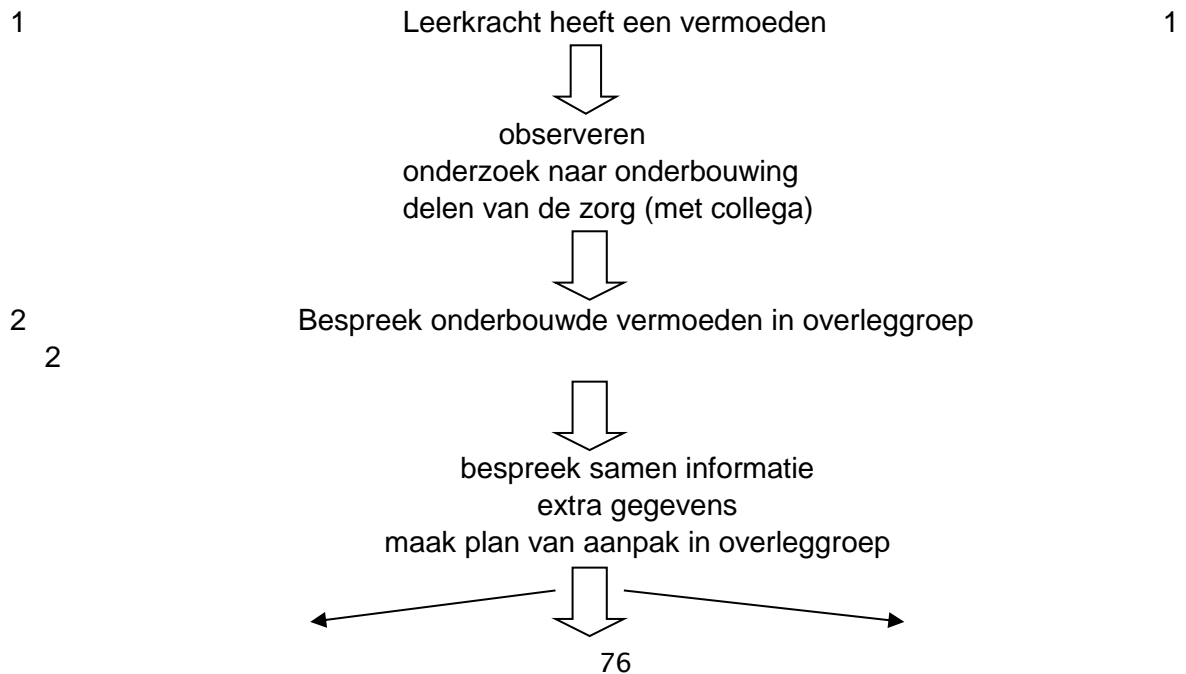 1 Leerkracht heeft een vermoeden 1
observeren
onderzoek naar onderbouwing
delen van de zorg (met collega)
2 Bespreek onderbouwde vermoeden in overleggroep
2
bespreek samen informatie
extra gegevens
maak plan van aanpak in overleggroep
76